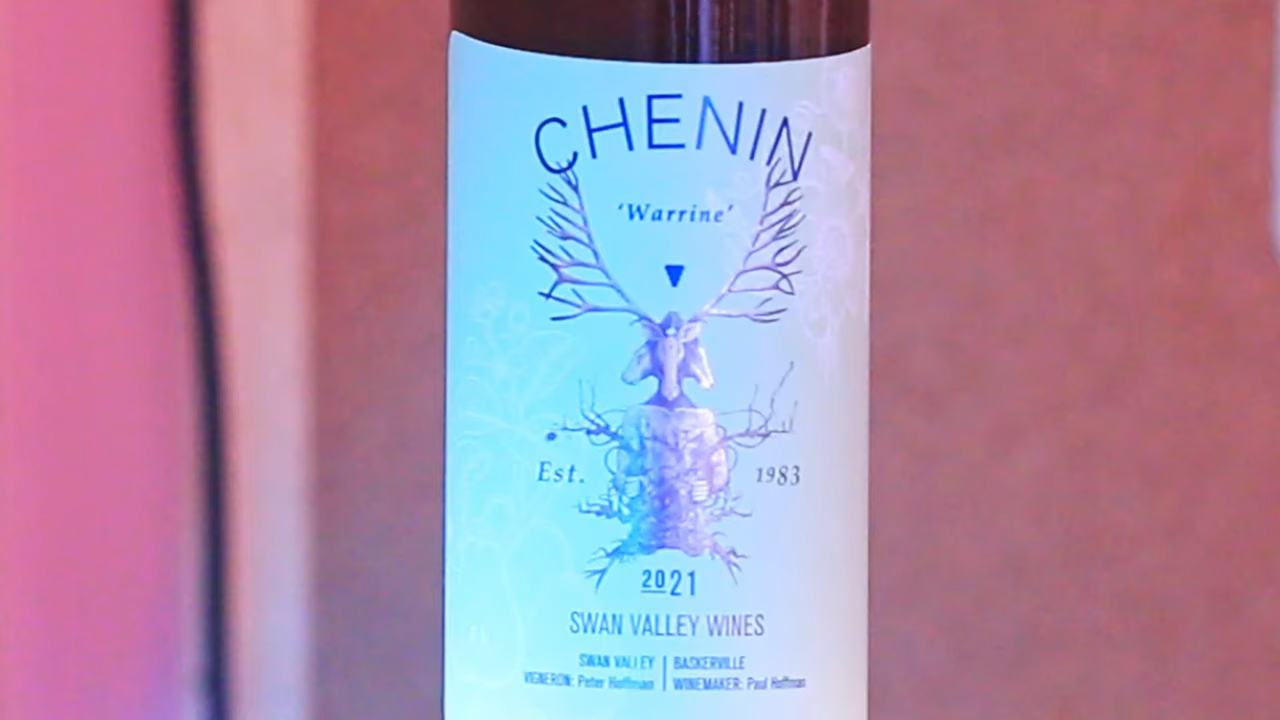 CHENIN
‘Warrine’
Est. 1983
2021
SWAN VALLEY WINES
SWAN VALLEY | BASKERVILLE
VIGNERON: Peter Hoffman | WINEMAKER: Paul Hoffman